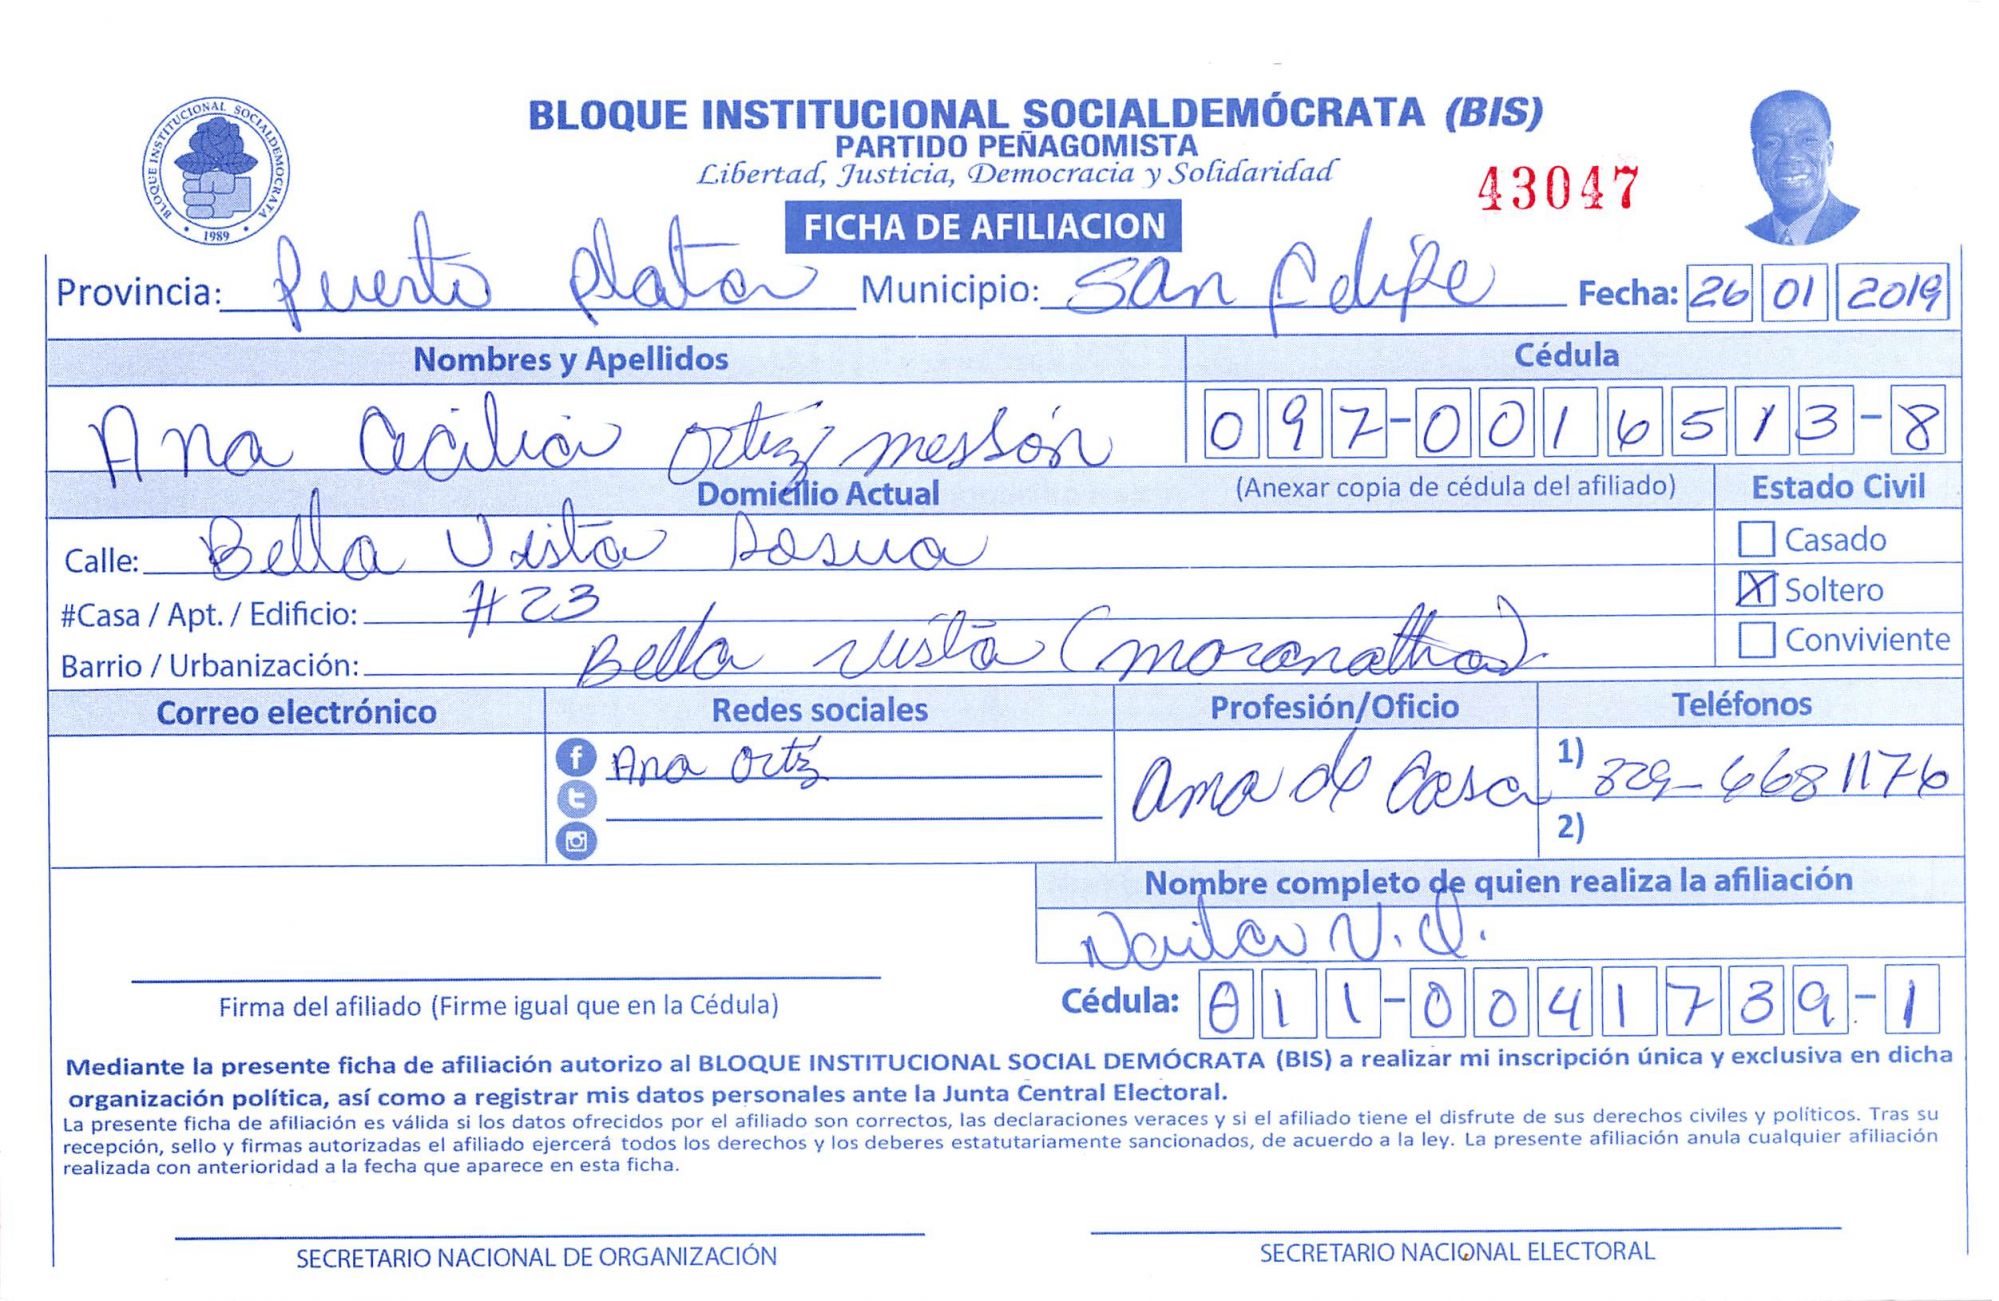 BLOQUE INSTITUCIONAL SOCIALDEMOCRATA
1989
BLOQUE INSTITUCIONAL SOCIALDEMÓCRATA (BIS)
PARTIDO PEÑAGOMISTA
Libertad, Justicia, Democracia y Solidaridad
43047
FICHA DE AFILIACION
Provincia: Puerto Plata Municipio: San Felipe Fecha: 26 01 2019
Nombres y Apellidos Cédula
Ana Cecilia Ortiz messón 097-0016513-8
Domicilio Actual (Anexar copia de cédula del afiliado) Estado Civil
Calle: Bella Vista Sosua Casado
#Casa / Apt. / Edificio: #23 X Soltero
Barrio / Urbanización: Bella vista (moranatha) Conviviente
Correo electrónico Redes sociales Profesión/Oficio Teléfonos
f Ana Ortiz Ama de Casa 1) 829-6681176
2)
Nombre completo de quien realiza la afiliación
V. O.
Firma del afiliado (Firme igual que en la Cédula) Cédula: 011-0041739-1
Mediante la presente ficha de afiliación autorizo al BLOQUE INSTITUCIONAL SOCIAL DEMÓCRATA (BIS) a realizar mi inscripción única y exclusiva en dicha
organización política, así como a registrar mis datos personales ante la Junta Central Electoral.
La presente ficha de afiliación es válida si los datos ofrecidos por el afiliado son correctos, las declaraciones veraces y si el afiliado tiene el disfrute de sus derechos civiles y políticos. Tras su
recepción, sello y firmas autorizadas el afiliado ejercerá todos los derechos y los deberes estatutariamente sancionados, de acuerdo a la ley. La presente afiliación anula cualquier afiliación
realizada con anterioridad a la fecha que aparece en esta ficha.
SECRETARIO NACIONAL DE ORGANIZACIÓN SECRETARIO NACIONAL ELECTORAL